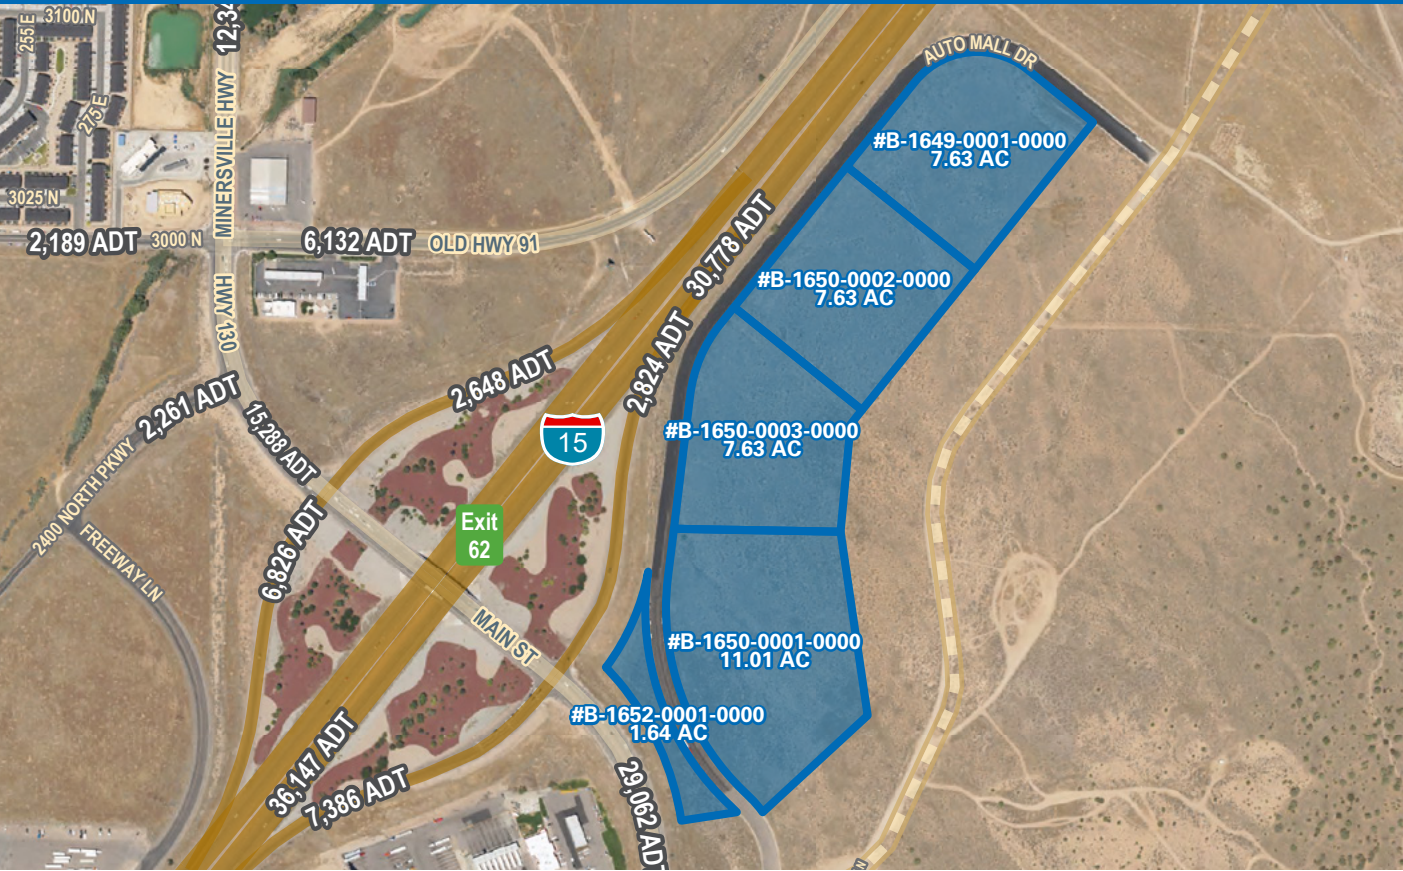 3100 N
255 E
12,34
AUTO MALL DR
275 E
MINERSVILLE HWY
#B-1649-0001-0000
7.63 AC
3025 N
2,189 ADT
3000 N
6,132 ADT
OLD HWY 91
30,778 ADT
#B-1650-0002-0000
7.63 AC
HWY 130
2,824 ADT
2,648 ADT
2,261 ADT
15,288 ADT
15
#B-1650-0003-0000
7.63 AC
2400 NORTH PKWY
FREEWAY LN
6,826 ADT
Exit
62
MAIN ST
#B-1650-0001-0000
11.01 AC
#B-1652-0001-0000
1.64 AC
36,147 ADT
7,386 ADT
29,062 ADT
N